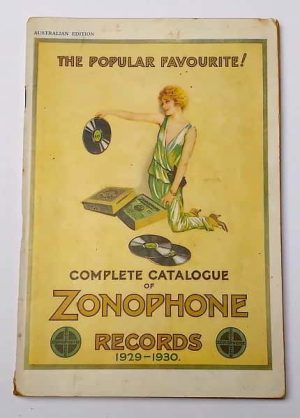 AUSTRALIAN EDITION
THE POPULAR FAVOURITE!
COMPLETE CATALOGUE
OF
ZONOPHONE
RECORDS
1929-1930.